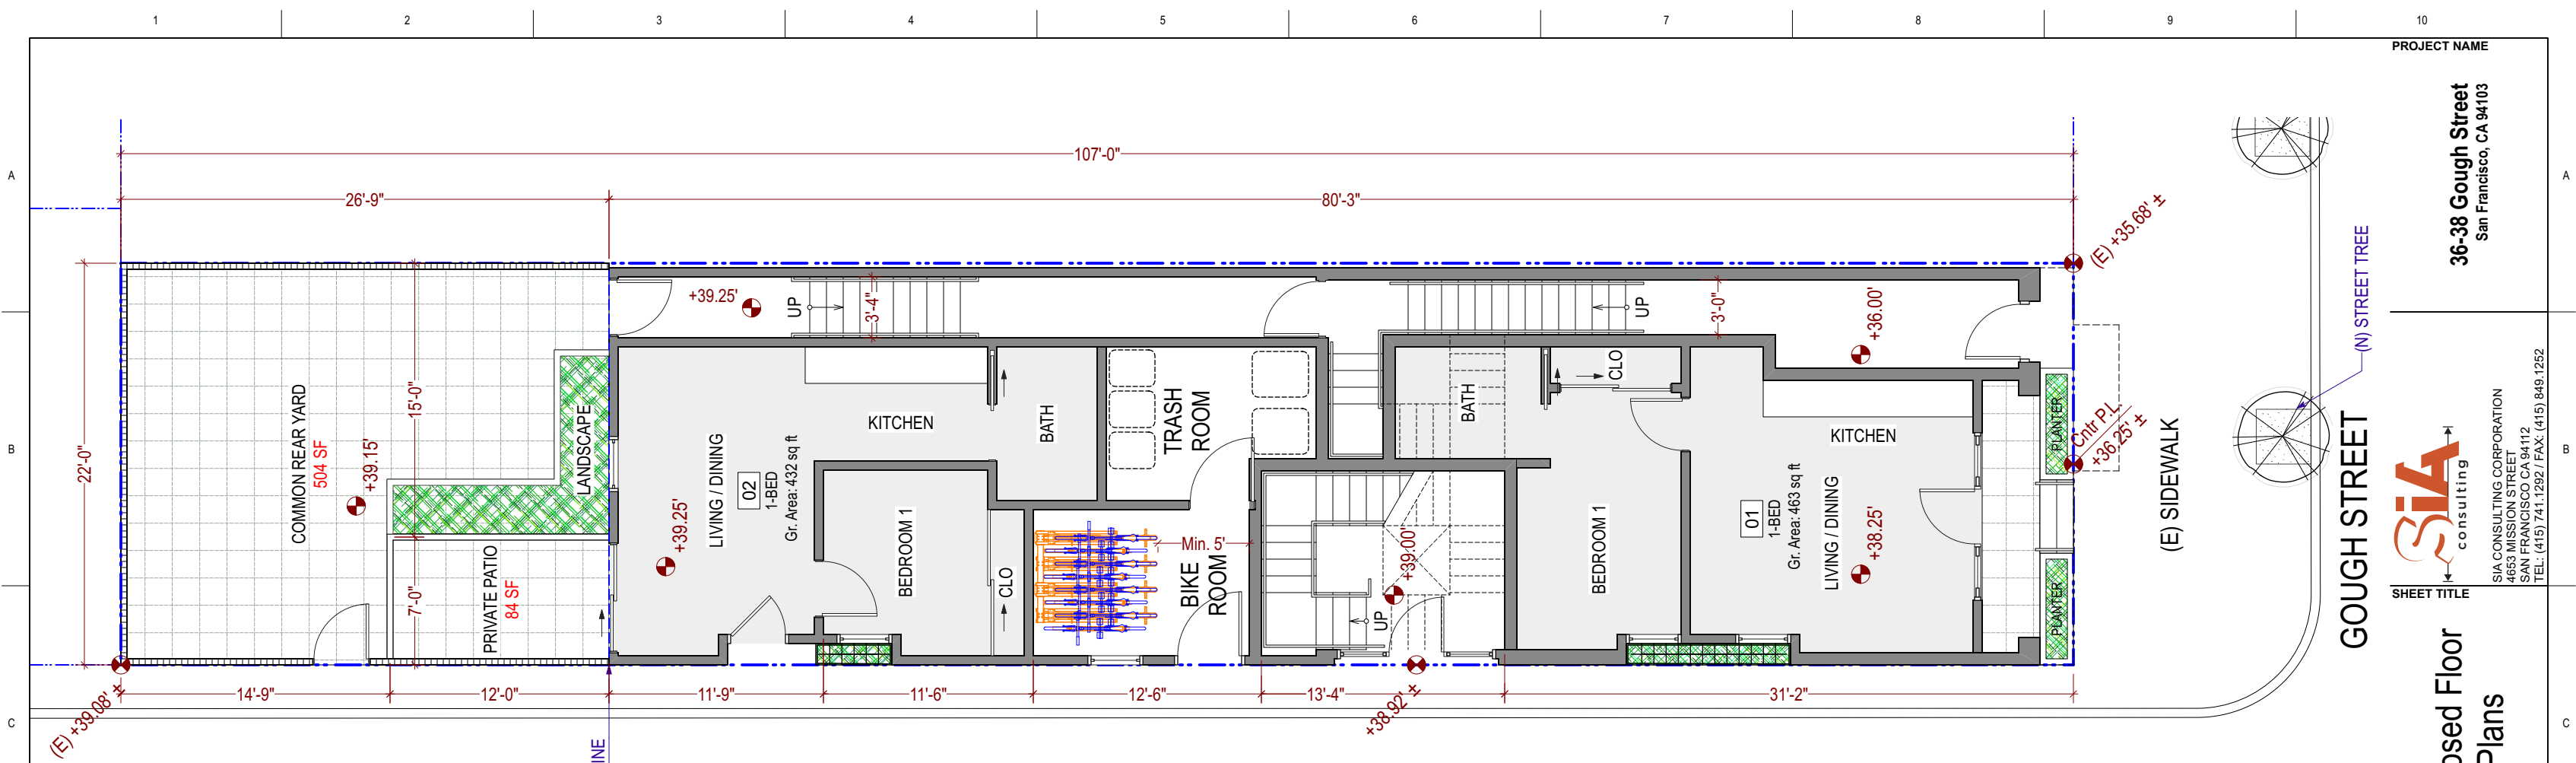 1 2 3 4 5 6 7 8 9 10
PROJECT NAME
36-38 Gough Street
San Francisco, CA 94103
A
A
107'-0"
26'-9"
80'-3"
(E) +35.68' ±
(N) STREET TREE
+39.25'
UP
3'-4"
UP
3'-0"
+36.00'
22'-0"
COMMON REAR YARD
504 SF
+39.15'
15'-0"
LANDSCAPE
LIVING / DINING
02
1-BED
Gr. Area: 432 sq ft
KITCHEN
BATH
TRASH
ROOM
BATH
CLO
KITCHEN
PLANTER
Cntr P.L.
+36.25' ±
(E) SIDEWALK
GOUGH STREET
B
B
SiA
consulting
SIA CONSULTING CORPORATION
4653 MISSION STREET
SAN FRANCISCO CA 94112
TEL: (415) 741.1292 / FAX: (415) 849.1252
PRIVATE PATIO
84 SF
7'-0"
+39.25'
BEDROOM 1
CLO
BIKE
ROOM
Min. 5'
+39.00'
UP
BEDROOM 1
01
1-BED
Gr. Area: 463 sq ft
LIVING / DINING
+38.25'
PLANTER
SHEET TITLE
osed Floor
Plans
14'-9"
12'-0"
11'-9"
11'-6"
12'-6"
13'-4"
31'-2"
(E) +39.08' ±
+38.92' ±
C
C
INE